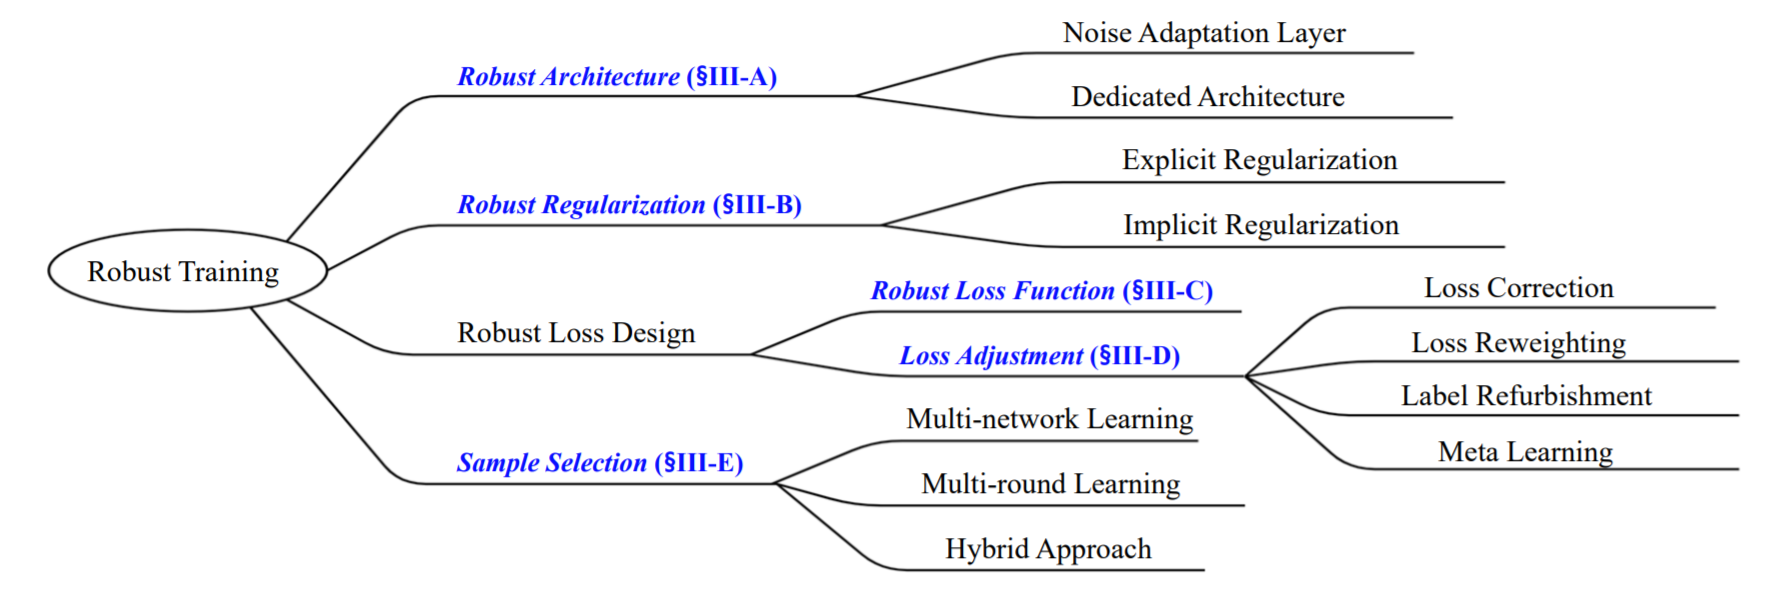 Robust Training
Robust Architecture (§III-A)
Noise Adaptation Layer
Dedicated Architecture
Robust Regularization (§III-B)
Explicit Regularization
Implicit Regularization
Robust Loss Design
Robust Loss Function (§III-C)
Loss Adjustment (§III-D)
Loss Correction
Loss Reweighting
Label Refurbishment
Meta Learning
Sample Selection (§III-E)
Multi-network Learning
Multi-round Learning
Hybrid Approach